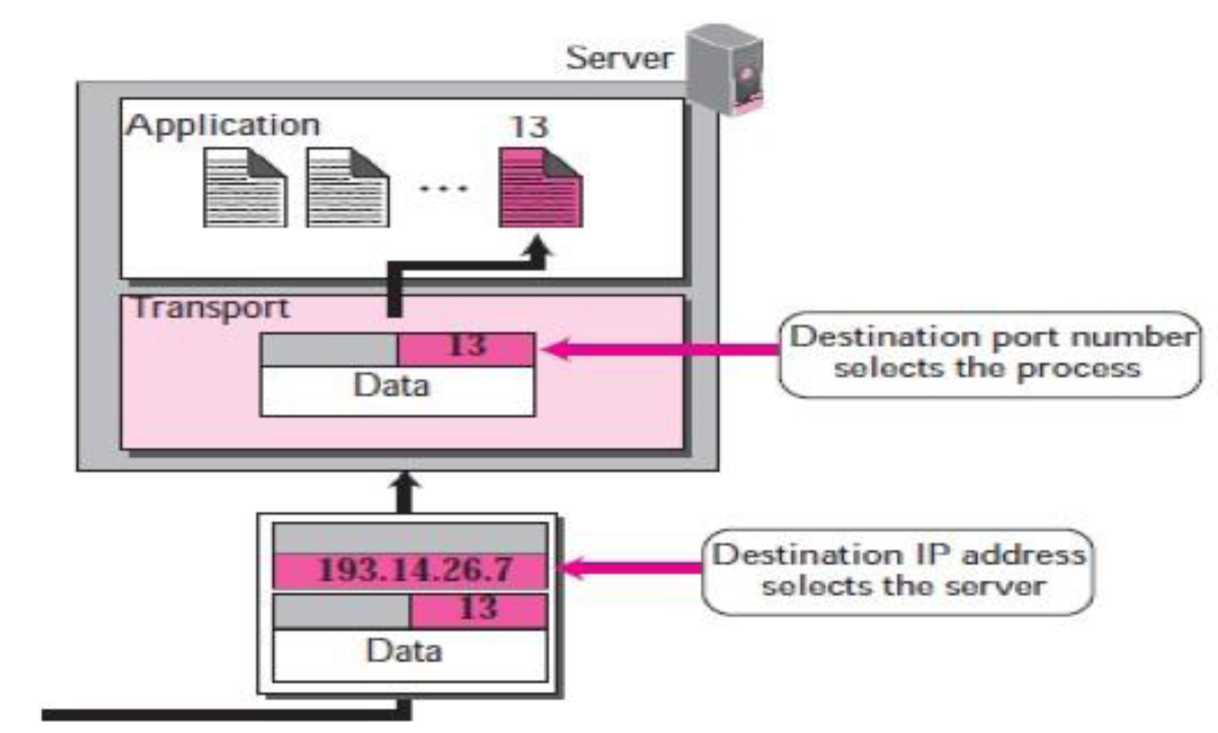 Server
Application
13
...
Transport
13
Data
Destination port number
selects the process
193.14.26.7
13
Data
Destination IP address
selects the server